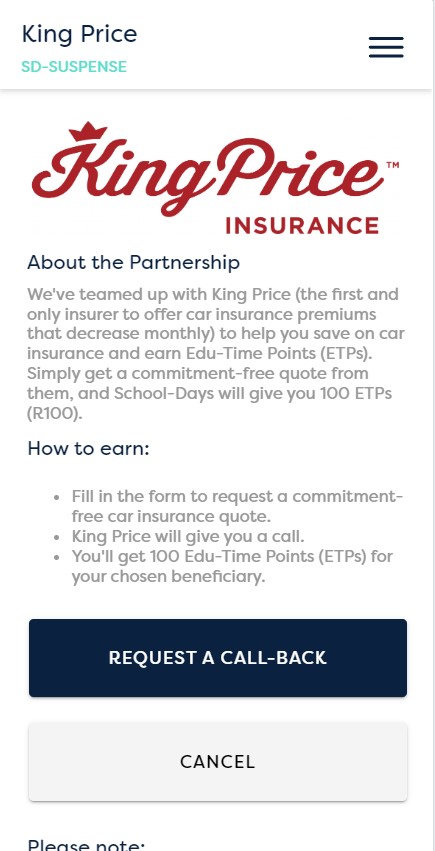 King Price
SD-SUSPENSE
King Price™
INSURANCE
About the Partnership
We've teamed up with King Price (the first and
only insurer to offer car insurance premiums
that decrease monthly) to help you save on car
insurance and earn Edu-Time Points (ETPs).
Simply get a commitment-free quote from
them, and School-Days will give you 100 ETPs
(R100).
How to earn:
• Fill in the form to request a commitment-
free car insurance quote.
• King Price will give you a call.
• You'll get 100 Edu-Time Points (ETPs) for
your chosen beneficiary.
REQUEST A CALL-BACK
CANCEL
Please note: